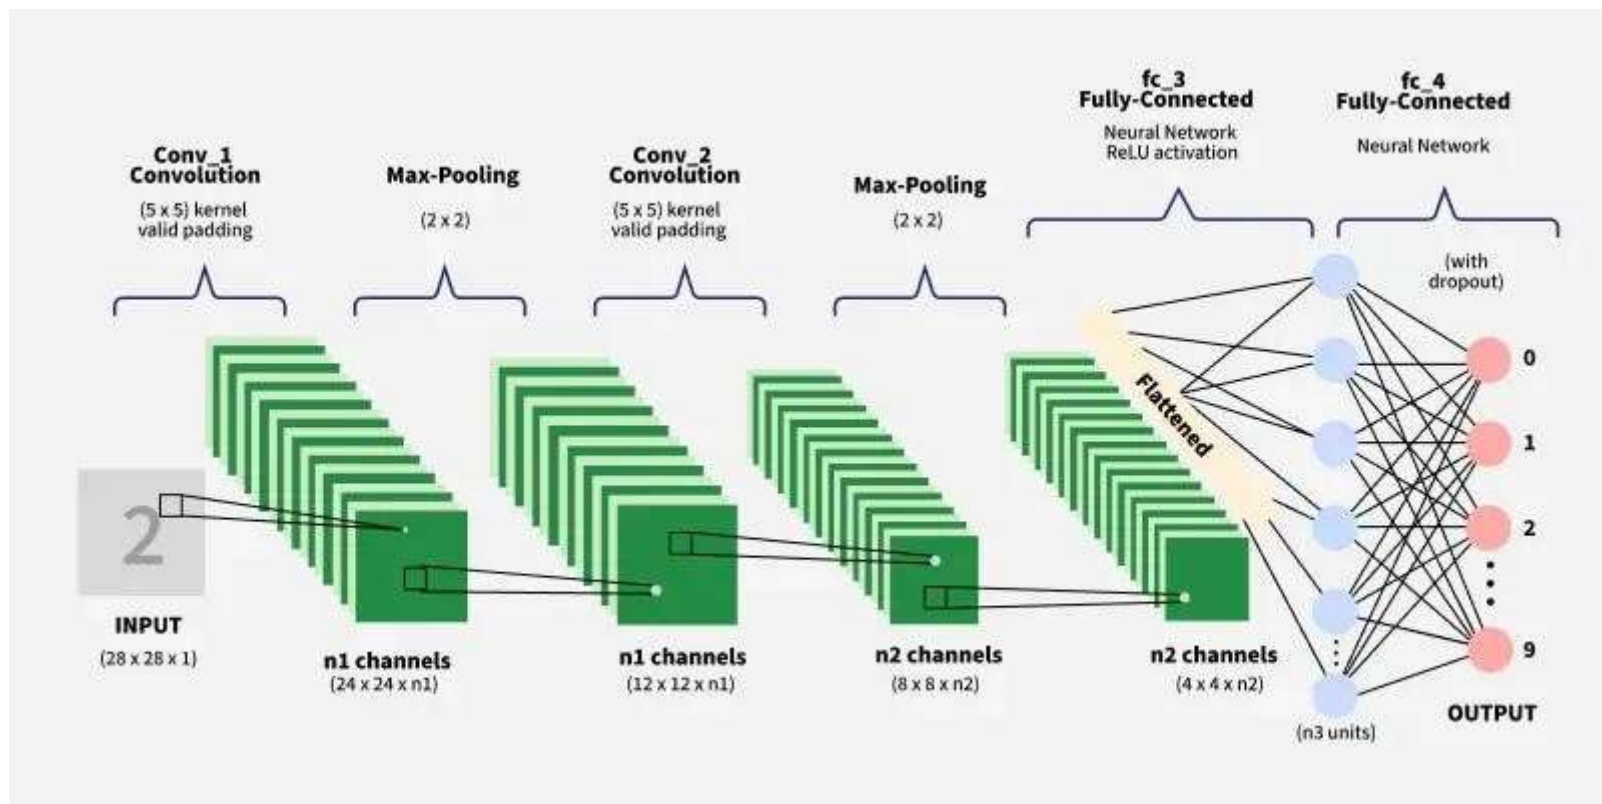 Conv_1
Convolution
(5 x 5) kernel
valid padding
Max-Pooling
(2 x 2)
Conv_2
Convolution
(5 x 5) kernel
valid padding
Max-Pooling
(2 x 2)
fc_3
Fully-Connected
Neural Network
ReLU activation
fc_4
Fully-Connected
Neural Network
(with
dropout)
2
INPUT
(28 x 28 x 1)
n1 channels
(24 x 24 x n1)
n1 channels
(12 x 12 x n1)
n2 channels
(8 x 8 x n2)
n2 channels
(4 x 4 x n2)
Flattened
(n3 units)
0
1
2
9
OUTPUT